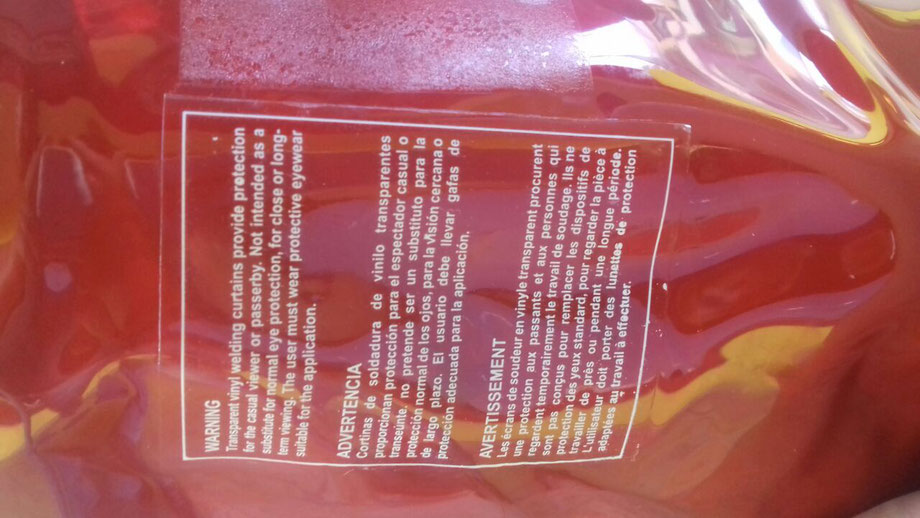 WARNING
Transparent vinyl welding curtains provide protection
for the casual viewer or passerby. Not intended as a
substitute for normal eye protection, for close or long-
term viewing. The user must wear protective eyewear
suitable for the application.
ADVERTENCIA
Cortinas de soldadura de vinilo transparentes
proporcionan protección para el espectador casual o
transeúne, no pretende ser un substituto para la
protección normal de los ojos, para la visión cercana o
de largo plazo. El usuario debe llevar gafas de
protección adecuada para la aplicación.
AVERTISSEMENT
Les écrans de soudeur en vinyle transparent procurent
une protection aux passants et aux personnes qui
regardent temporairement le travail de soudage. Ils ne
sont pas conçus pour remplacer les dispositifs de
protection des yeux standard, pour regarder la pièce à
travailler de près ou pendant une longue période.
L'utilisateur doit porter des lunettes de protection
adaptées au travail à effectuer.